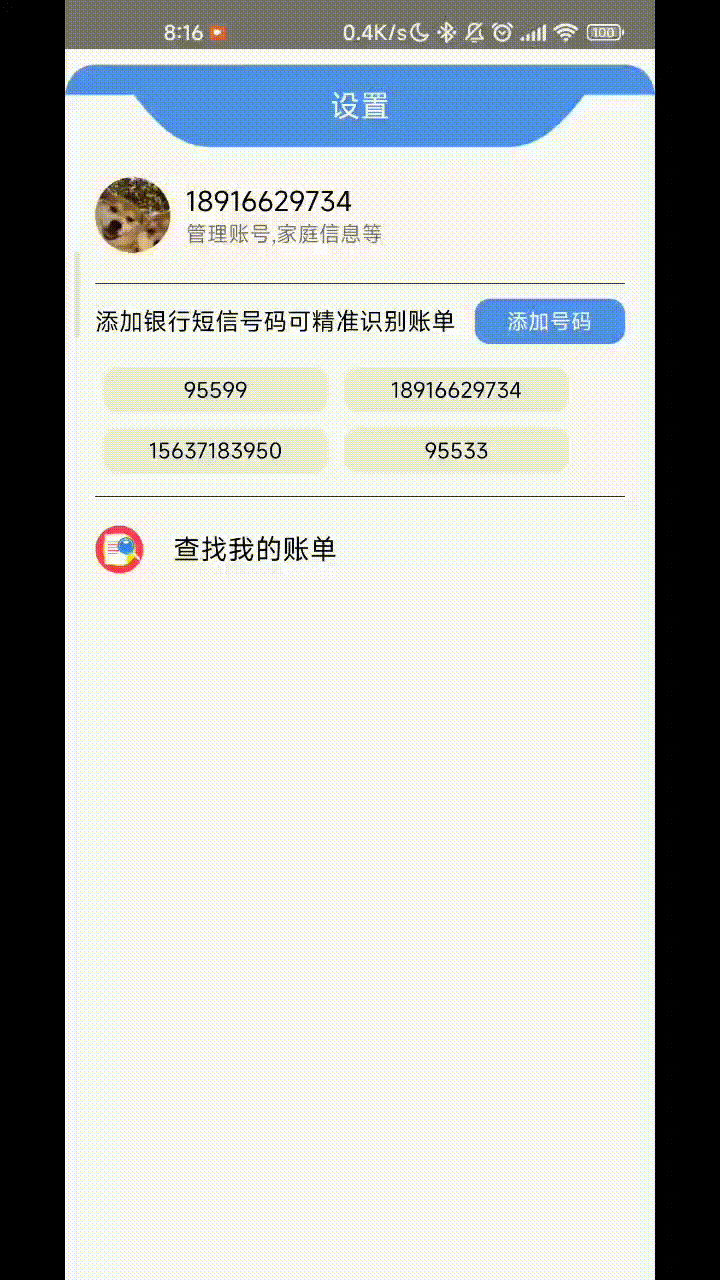 8:16 0.4K/s 100
设置
18916629734
管理账号,家庭信息等
添加银行短信号码可精准识别账单 添加号码
95599 18916629734
15637183950 95533
查找我的账单